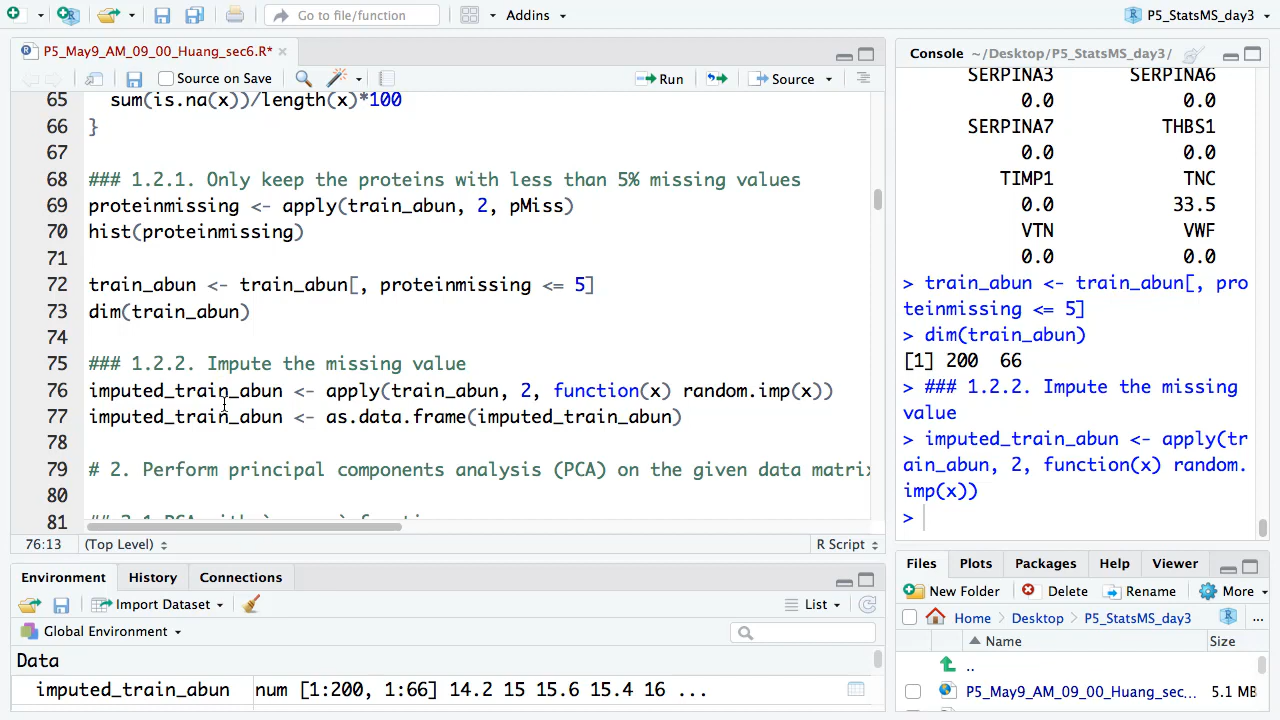 Go to file/function
Addins
P5_StatsMS_day3
P5_May9_AM_09_00_Huang_sec6.R*
Source on Save
Run
Source
65 sum(is.na(x))/length(x)*100
66 }
67
68 ### 1.2.1. Only keep the proteins with less than 5% missing values
69 proteinmissing <- apply(train_abun, 2, pMiss)
70 hist(proteinmissing)
71
72 train_abun <- train_abun[, proteinmissing <= 5]
73 dim(train_abun)
74
75 ### 1.2.2. Impute the missing value
76 imputed_train_abun <- apply(train_abun, 2, function(x) random.imp(x))
77 imputed_train_abun <- as.data.frame(imputed_train_abun)
78
79 # 2. Perform principal components analysis (PCA) on the given data matrix
80
81
76:13 (Top Level) R Script
Environment History Connections
Import Dataset List
Global Environment
Data
imputed_train_abun num [1:200, 1:66] 14.2 15 15.6 15.4 16 ...
Console ~/Desktop/P5_StatsMS_day3/
SERPINA3 SERPINA6
0.0 0.0
SERPINA7 THBS1
0.0 0.0
TIMP1 TNC
0.0 33.5
VTN VWF
0.0 0.0
> train_abun <- train_abun[, pro
teinmissing <= 5]
> dim(train_abun)
[1] 200 66
> ### 1.2.2. Impute the missing
value
> imputed_train_abun <- apply(tr
ain_abun, 2, function(x) random.
imp(x))
>
Files Plots Packages Help Viewer
New Folder Delete Rename More
Home Desktop P5_StatsMS_day3 ...
Name Size
..
P5_May9_AM_09_00_Huang_sec... 5.1 MB